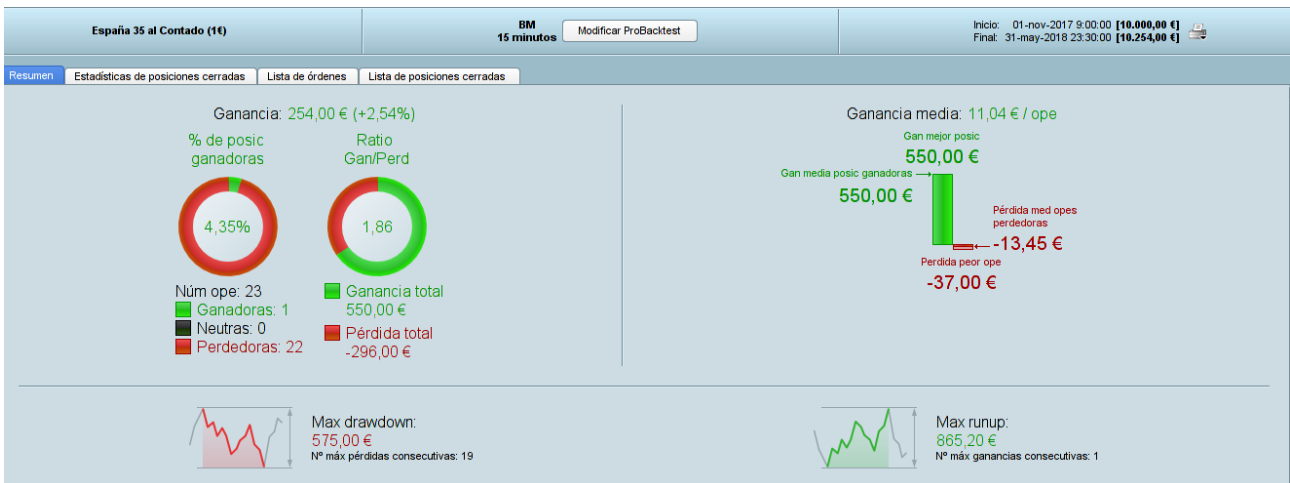 España 35 al Contado (1€)
BM
15 minutos
Modificar ProBacktest
Inicio: 01-nov-2017 9:00:00 [10.000,00 €]
Final: 31-may-2018 23:30:00 [10.254,00 €]
Resumen
Estadísticas de posiciones cerradas
Lista de órdenes
Lista de posiciones cerradas
Ganancia: 254,00 € (+2,54%)
% de posic
ganadoras
Ratio
Gan/Perd
4,35%
1,86
Núm ope: 23
Ganadoras: 1
Neutras: 0
Perdedoras: 22
Ganancia total
550,00 €
Pérdida total
-296,00 €
Ganancia media: 11,04 € / ope
Gan mejor posic
550,00 €
Gan media posic ganadoras
550,00 €
Pérdida med opes
perdedoras
-13,45 €
Perdida peor ope
-37,00 €
Max drawdown:
575,00 €
Nº máx pérdidas consecutivas: 19
Max runup:
865,20 €
Nº máx ganancias consecutivas: 1